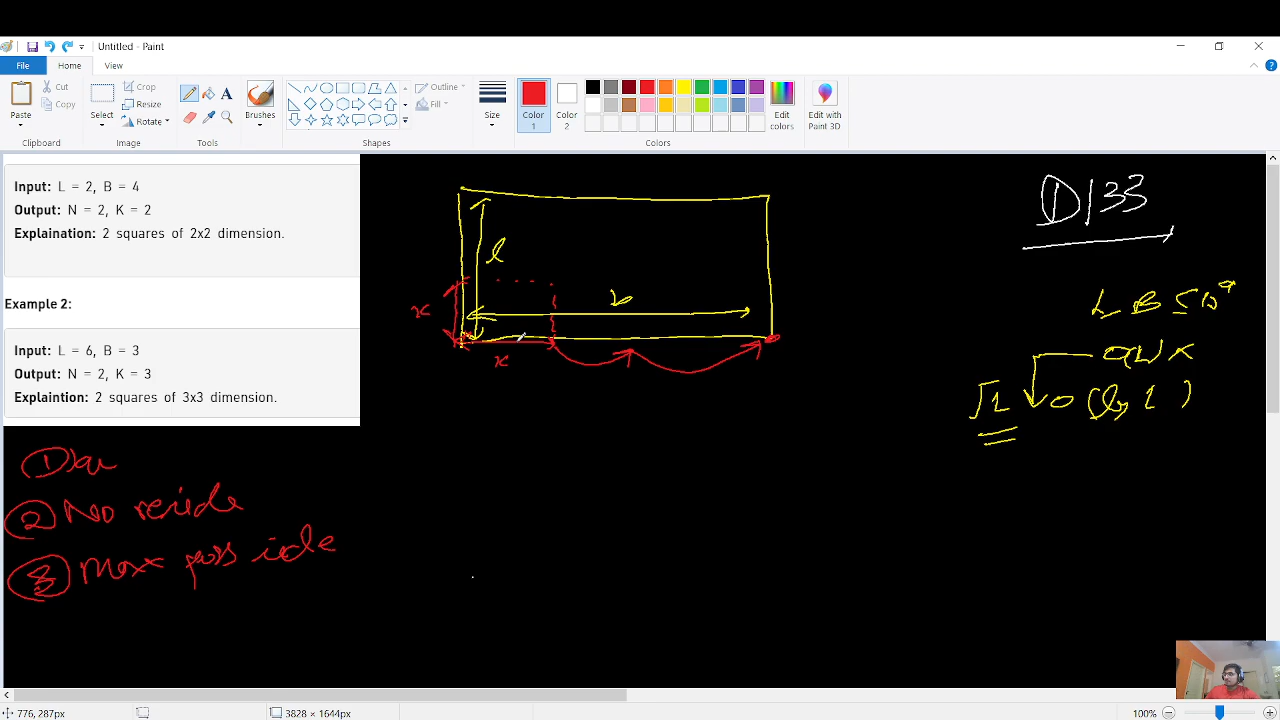 Untitled - Paint
File Home View
Cut
Copy
Paste
Clipboard
Crop
Resize
Rotate
Select
Image
Tools
Brushes
Outline
Fill
Shapes
Size
Color 1
Color 2
Edit colors
Edit with Paint 3D
Colors
Input: L = 2, B = 4
Output: N = 2, K = 2
Explaination: 2 squares of 2x2 dimension.
Example 2:
Input: L = 6, B = 3
Output: N = 2, K = 3
Explaintion: 2 squares of 3x3 dimension.
D133
l
b
x
x
L B ≤ 10⁹
① 
② No
③ Max poss
776, 287px
3828 × 1644px
100%